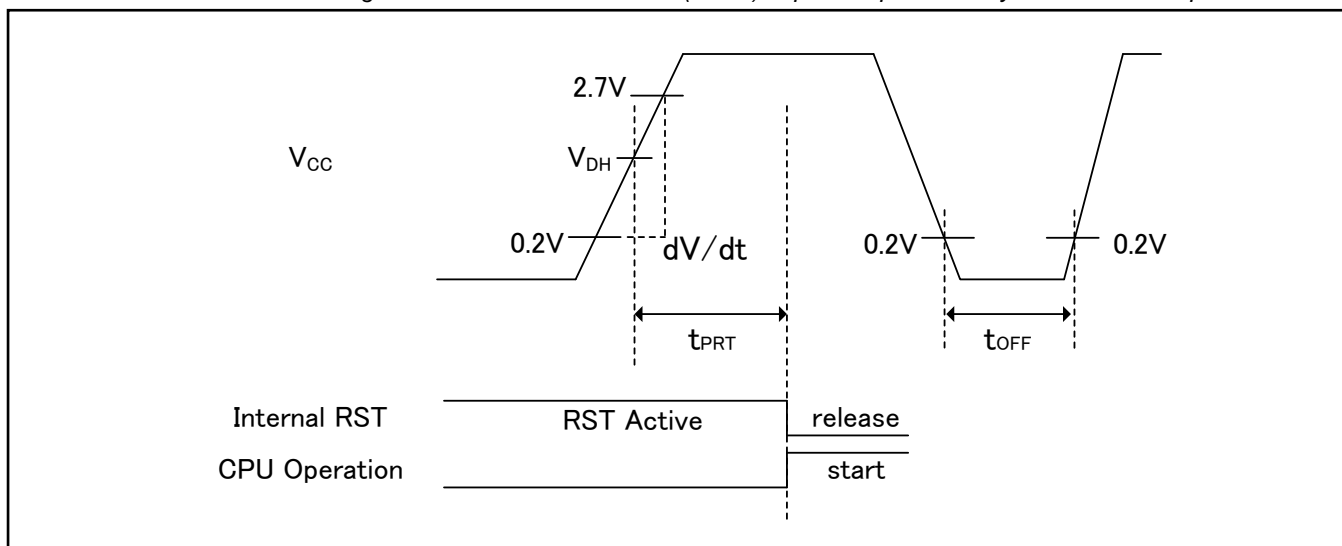 2.7V
VCC
VDH
0.2V
dV/dt
0.2V
0.2V
tPRT
tOFF
Internal RST
RST Active
release
CPU Operation
start